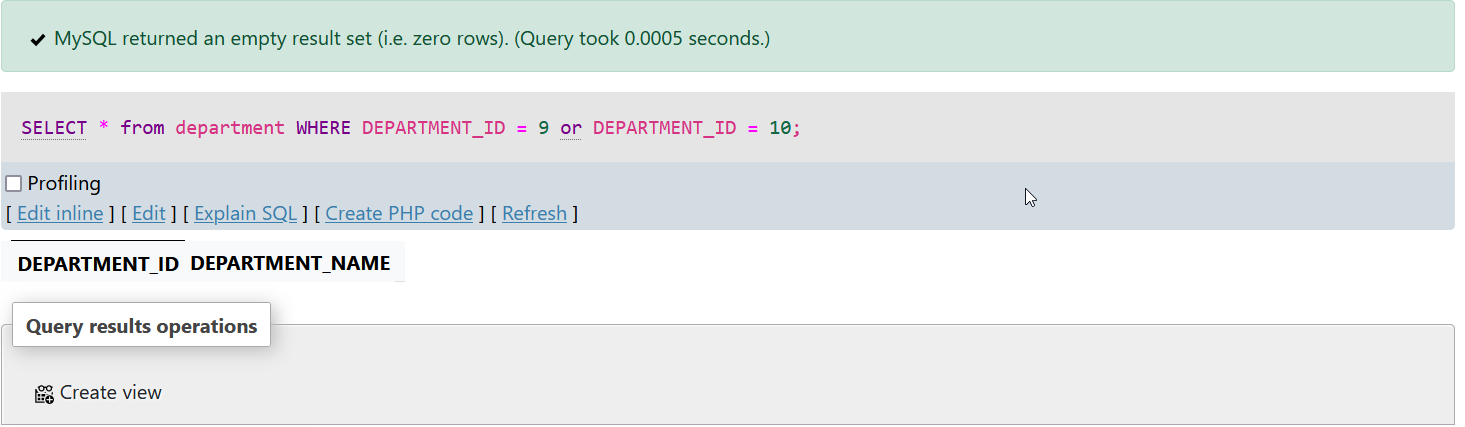 MySQL returned an empty result set (i.e. zero rows). (Query took 0.0005 seconds.)
SELECT * from department WHERE DEPARTMENT_ID = 9 or DEPARTMENT_ID = 10;
Profiling
[ Edit inline ] [ Edit ] [ Explain SQL ] [ Create PHP code ] [ Refresh ]
DEPARTMENT_ID DEPARTMENT_NAME
Query results operations
Create view